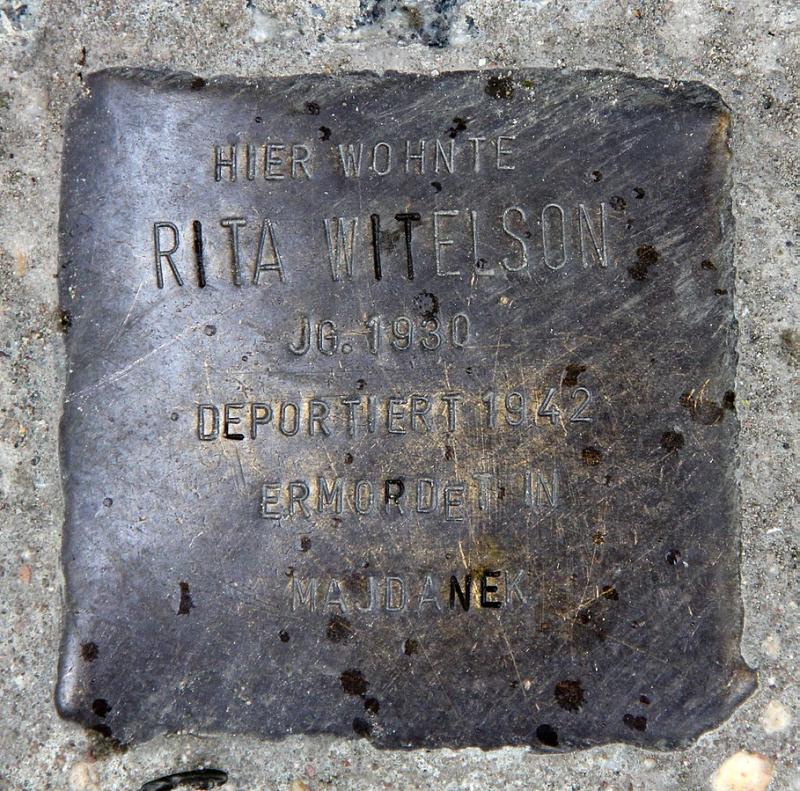 HIER WOHNTE
RITA WITELSON
JG. 1930
DEPORTIERT 1942
ERMORDET IN
MAJDANEK